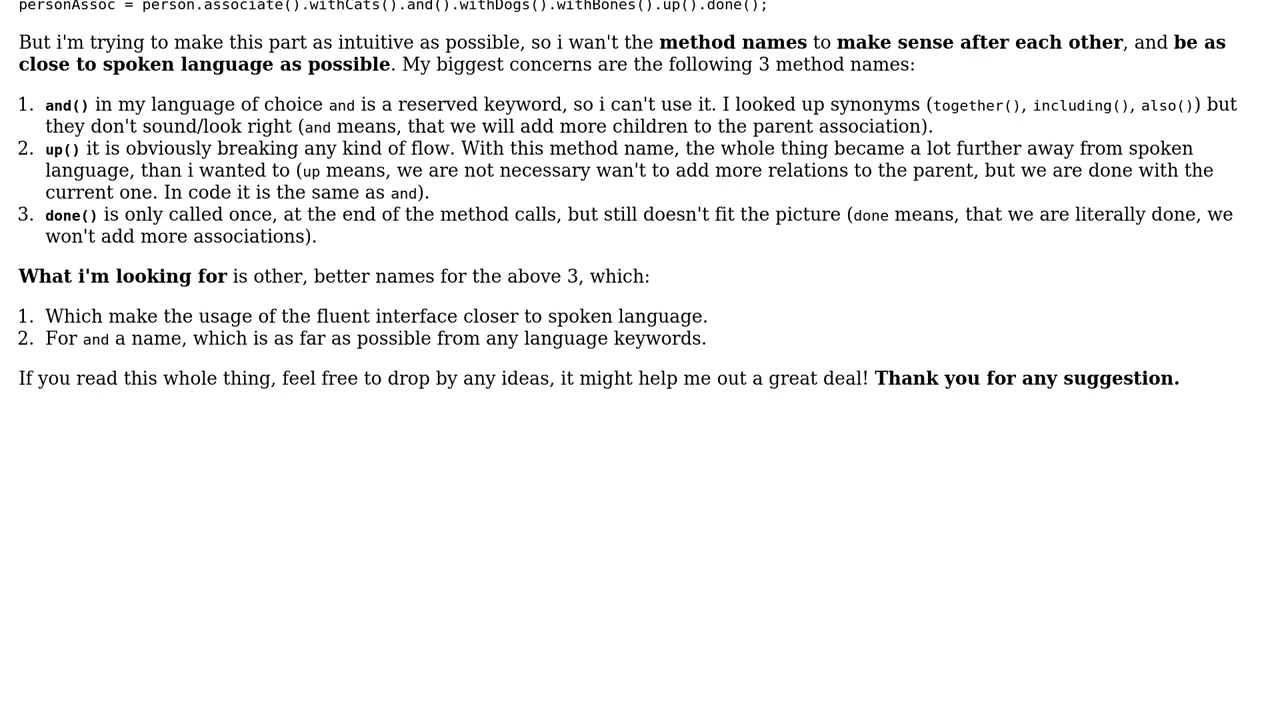 personAssoc = person.associate().withCats().and().withDogs().withBones().up().done();
But i'm trying to make this part as intuitive as possible, so i wan't the method names to make sense after each other, and be as
close to spoken language as possible. My biggest concerns are the following 3 method names:
1. and() in my language of choice and is a reserved keyword, so i can't use it. I looked up synonyms (together(), including(), also()) but
they don't sound/look right (and means, that we will add more children to the parent association).
2. up() it is obviously breaking any kind of flow. With this method name, the whole thing became a lot further away from spoken
language, than i wanted to (up means, we are not necessary wan't to add more relations to the parent, but we are done with the
current one. In code it is the same as and).
3. done() is only called once, at the end of the method calls, but still doesn't fit the picture (done means, that we are literally done, we
won't add more associations).
What i'm looking for is other, better names for the above 3, which:
1. Which make the usage of the fluent interface closer to spoken language.
2. For and a name, which is as far as possible from any language keywords.
If you read this whole thing, feel free to drop by any ideas, it might help me out a great deal! Thank you for any suggestion.